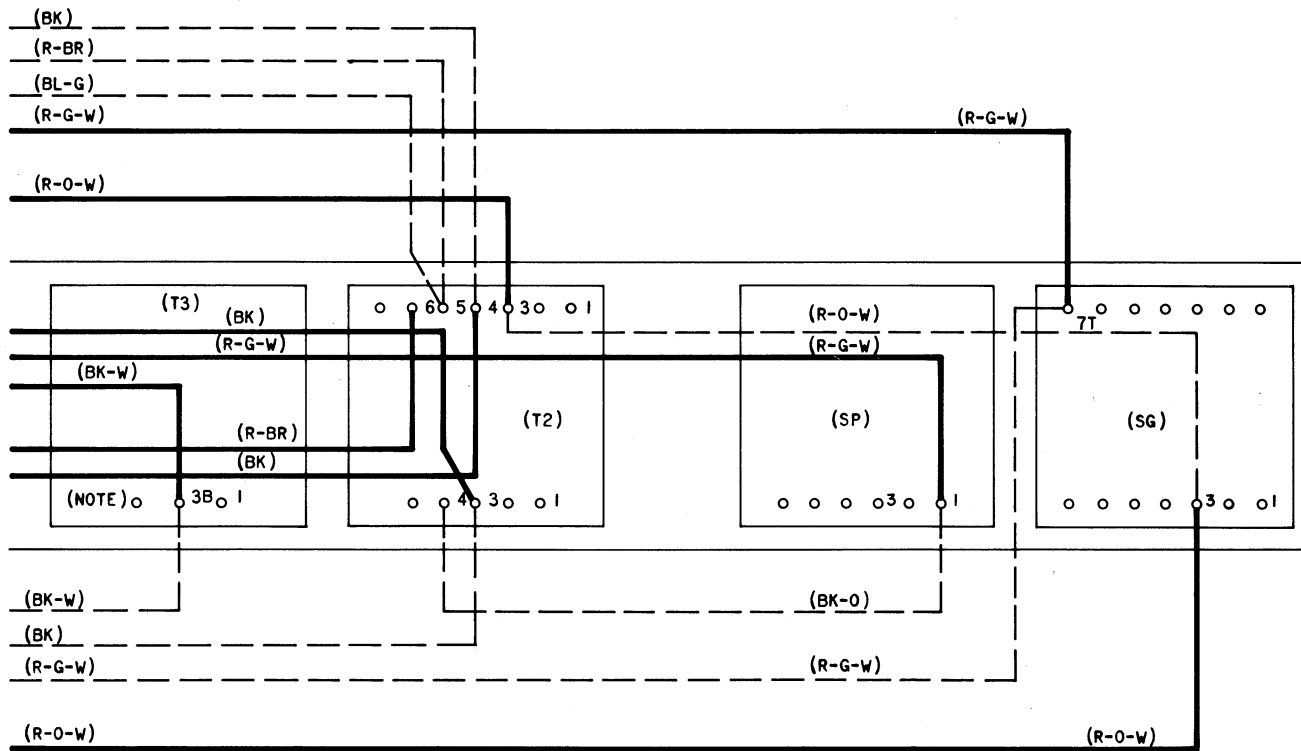 (BK)
(R-BR)
(BL-G)
(R-G-W) (R-G-W)
(R-O-W)
(T3) 6 5 4 3 1 (R-O-W) 7T
(BK)
(R-G-W) (R-G-W)
(BK-W)
(T2) (SP) (SG)
(R-BR)
(BK)
(NOTE) 3B 1 4 3 1 3 1 3 1
(BK-W) (BK-O)
(BK)
(R-G-W) (R-G-W)
(R-O-W) (R-O-W)